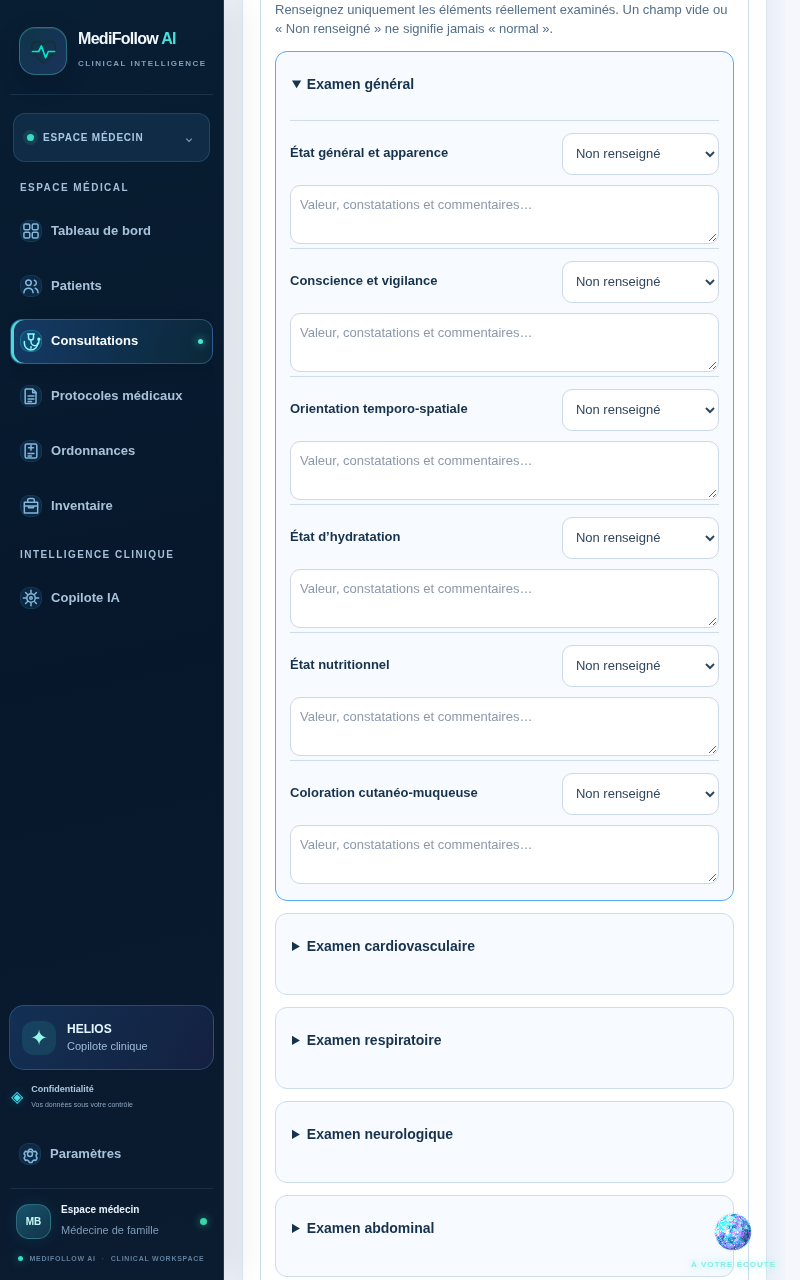 MediFollow AI
CLINICAL INTELLIGENCE
ESPACE MÉDECIN
ESPACE MÉDICAL
Tableau de bord
Patients
Consultations
Protocoles médicaux
Ordonnances
Inventaire
INTELLIGENCE CLINIQUE
Copilote IA
HELIOS
Copilote clinique
Confidentialité
Vos données sous votre contrôle
Paramètres
MB
Espace médecin
Médecine de famille
MEDIFOLLOW AI · CLINICAL WORKSPACE
Renseignez uniquement les éléments réellement examinés. Un champ vide ou
« Non renseigné » ne signifie jamais « normal ».
Examen général
État général et apparence
Non renseigné
Valeur, constatations et commentaires…
Conscience et vigilance
Non renseigné
Valeur, constatations et commentaires…
Orientation temporo-spatiale
Non renseigné
Valeur, constatations et commentaires…
État d’hydratation
Non renseigné
Valeur, constatations et commentaires…
État nutritionnel
Non renseigné
Valeur, constatations et commentaires…
Coloration cutanéo-muqueuse
Non renseigné
Valeur, constatations et commentaires…
Examen cardiovasculaire
Examen respiratoire
Examen neurologique
Examen abdominal
À VOTRE ÉCOUTE